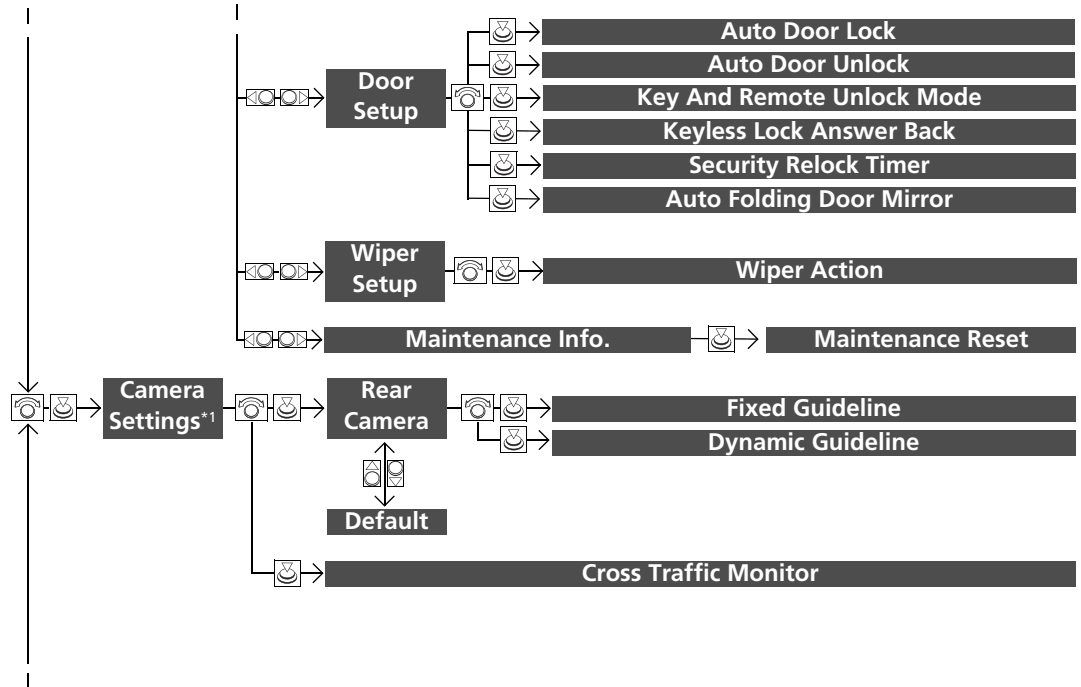 Auto Door Lock
Auto Door Unlock
Door
Setup
Key And Remote Unlock Mode
Keyless Lock Answer Back
Security Relock Timer
Auto Folding Door Mirror
Wiper
Setup
Wiper Action
Maintenance Info.
Maintenance Reset
Camera
Settings*1
Rear
Camera
Fixed Guideline
Dynamic Guideline
Default
Cross Traffic Monitor